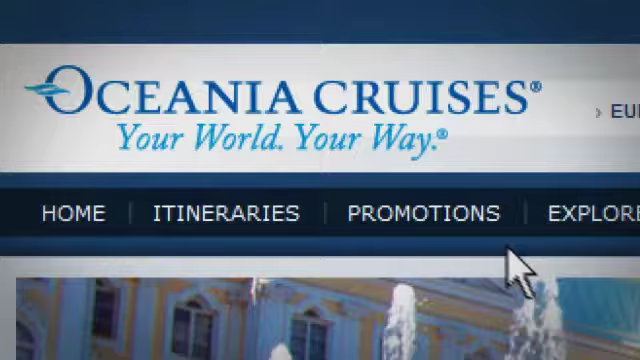 OCEANIA CRUISES®
Your World. Your Way.®
HOME | ITINERARIES | PROMOTIONS |